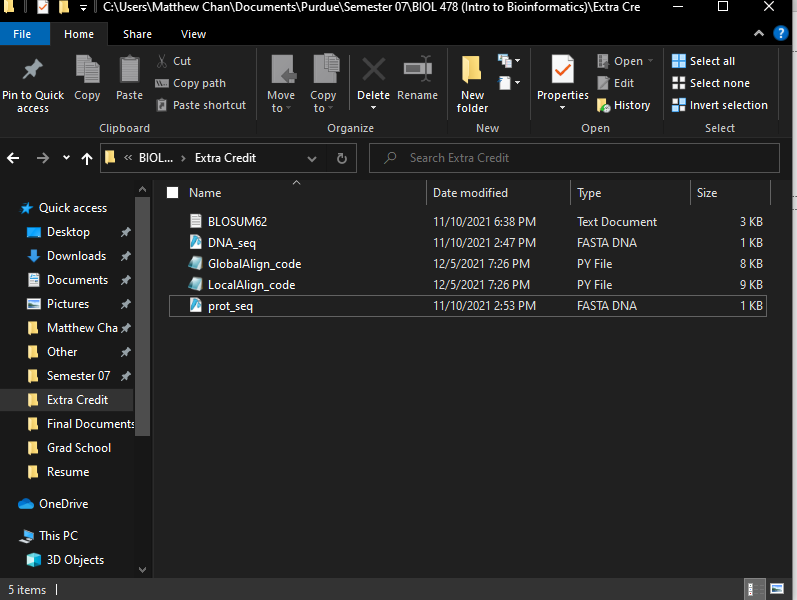 C:\Users\Matthew Chan\Documents\Purdue\Semester 07\BIOL 478 (Intro to Bioinformatics)\Extra Cre
File Home Share View
Pin to Quick access
Copy
Paste
Cut
Copy path
Paste shortcut
Clipboard
Move to
Copy to
Delete
Rename
Organize
New folder
New
Properties
Open
Edit
History
Open
Select all
Select none
Invert selection
Select
« BIOL... › Extra Credit
Search Extra Credit
Quick access
Desktop
Downloads
Documents
Pictures
Matthew Cha
Other
Semester 07
Extra Credit
Final Documents
Grad School
Resume
OneDrive
This PC
3D Objects
Name Date modified Type Size
BLOSUM62 11/10/2021 6:38 PM Text Document 3 KB
DNA_seq 11/10/2021 2:47 PM FASTA DNA 1 KB
GlobalAlign_code 12/5/2021 7:26 PM PY File 8 KB
LocalAlign_code 12/5/2021 7:26 PM PY File 9 KB
prot_seq 11/10/2021 2:53 PM FASTA DNA 1 KB
5 items